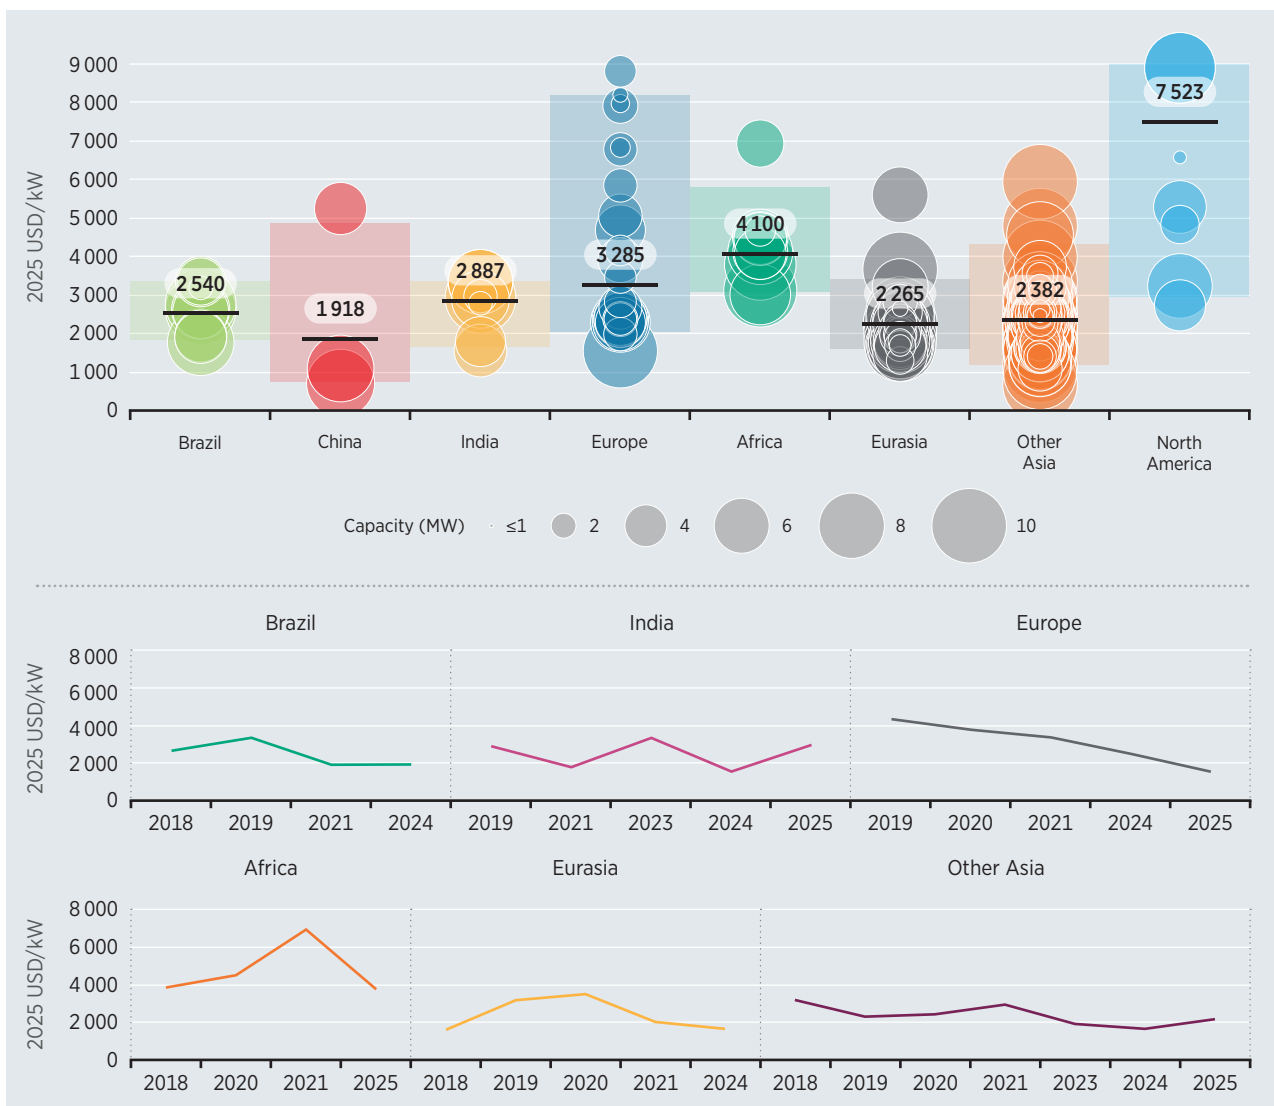 2025 USD/kW
9 000
8 000
7 000
6 000
5 000
4 000
3 000
2 000
1 000
0
2 540
1 918
2 887
3 285
4 100
2 265
2 382
7 523
Brazil
China
India
Europe
Africa
Eurasia
Other
Asia
North
America
Capacity (MW) ≤1 2 4 6 8 10
Brazil India Europe
2025 USD/kW
8 000
6 000
4 000
2 000
0
2018 2019 2021 2024 2019 2021 2023 2024 2025 2019 2020 2021 2024 2025
Africa Eurasia Other Asia
2025 USD/kW
8 000
6 000
4 000
2 000
0
2018 2020 2021 2025 2018 2019 2020 2021 2024 2018 2019 2020 2021 2023 2024 2025